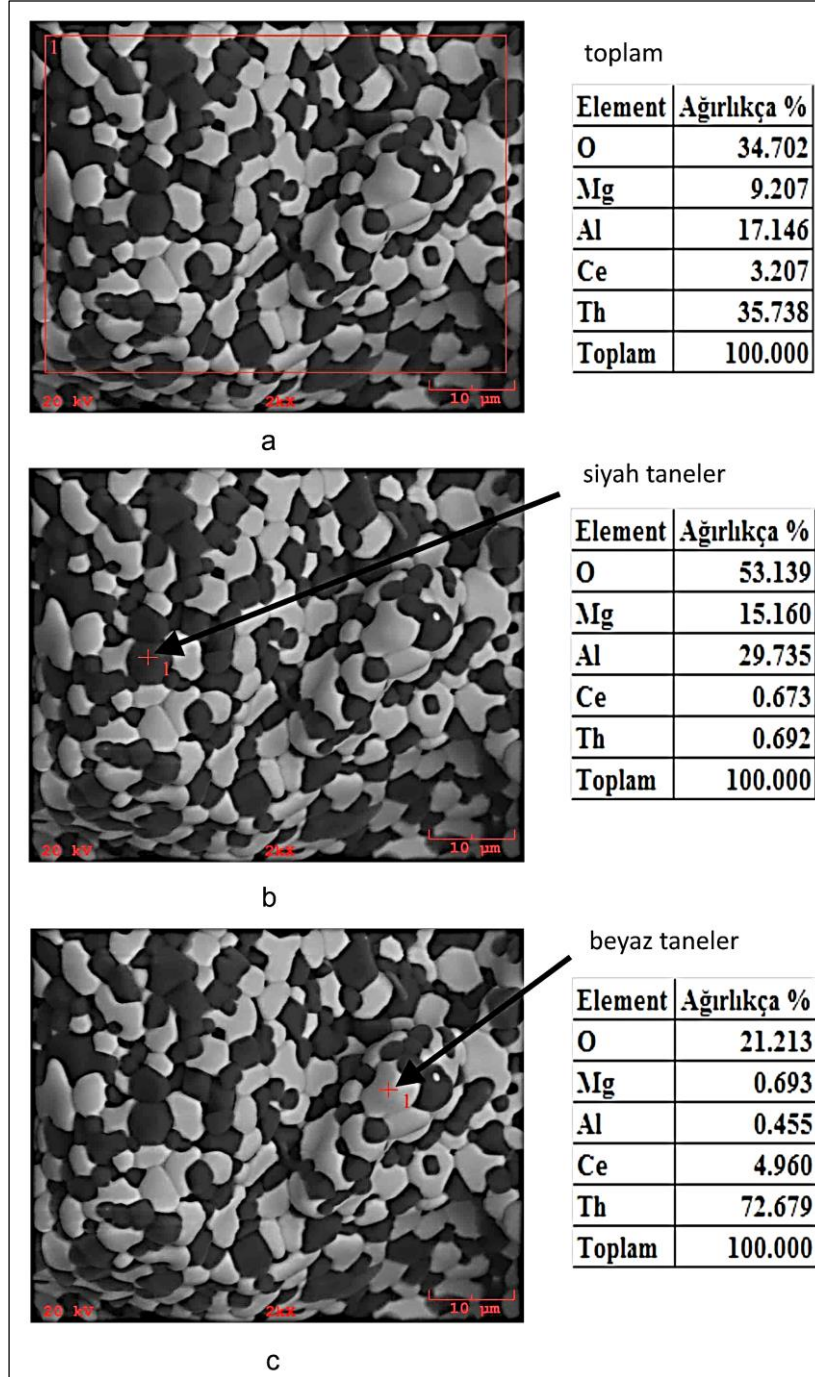 toplam
1
Element Ağırlıkça %
O 34.702
Mg 9.207
Al 17.146
Ce 3.207
Th 35.738
Toplam 100.000
20 kV 2kX 10 µm
a
siyah taneler
Element Ağırlıkça %
O 53.139
Mg 15.160
Al 29.735
Ce 0.673
Th 0.692
Toplam 100.000
1
20 kV 2kX 10 µm
b
beyaz taneler
Element Ağırlıkça %
O 21.213
Mg 0.693
Al 0.455
Ce 4.960
Th 72.679
Toplam 100.000
1
20 kV 2kX 10 µm
c